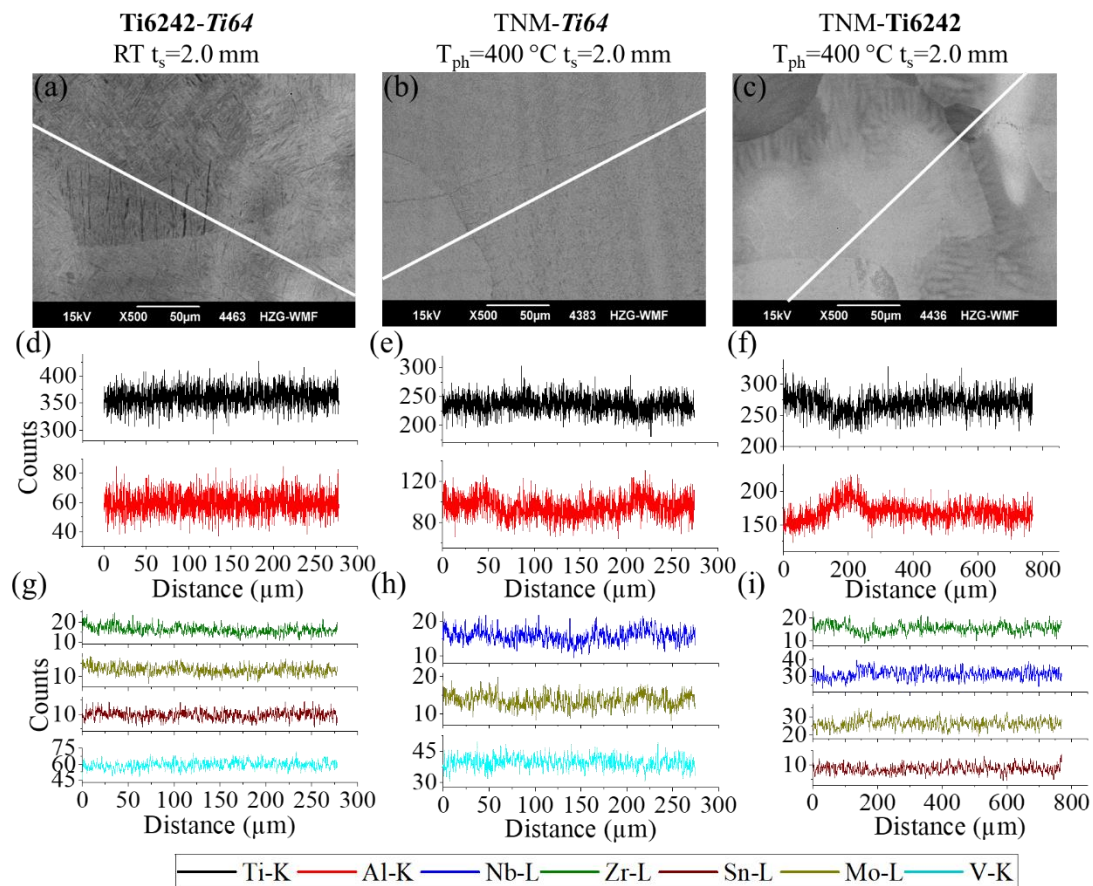 Ti6242-Ti64 TNM-Ti64 TNM-Ti6242
RT tₛ=2.0 mm Tₚₕ=400 °C tₛ=2.0 mm Tₚₕ=400 °C tₛ=2.0 mm
(a) (b) (c)
15kV X500 50µm 4463 HZG-WMF 15kV X500 50µm 4383 HZG-WMF 15kV X500 50µm 4436 HZG-WMF
(d) (e) (f)
Counts
400
350
300
80
60
40
0 50 100 150 200 250 300
Distance (µm)
300
250
200
120
80
0 50 100 150 200 250 300
Distance (µm)
300
250
200
200
150
0 200 400 600 800
Distance (µm)
(g) (h) (i)
Counts
20
10
10
10
75
60
45
0 50 100 150 200 250 300
Distance (µm)
20
10
20
10
45
30
0 50 100 150 200 250 300
Distance (µm)
20
10
40
30
30
20
10
0 200 400 600 800
Distance (µm)
Ti-K Al-K Nb-L Zr-L Sn-L Mo-L V-K